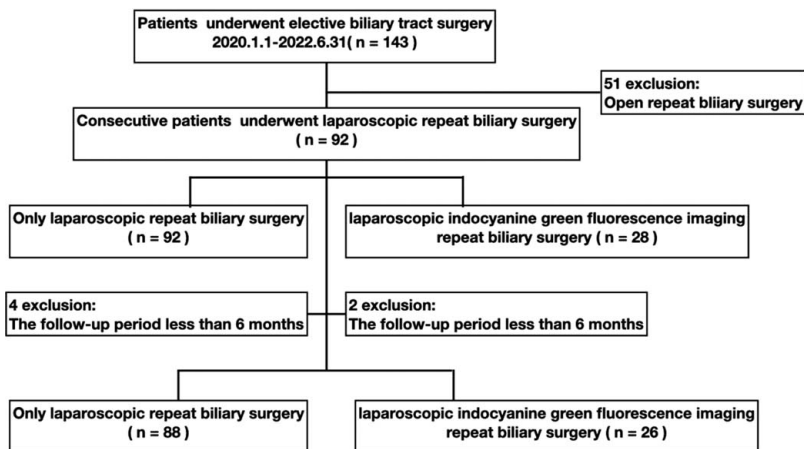 Patients underwent elective biliary tract surgery
2020.1.1-2022.6.31( n = 143 )
51 exclusion:
Open repeat bliiary surgery
Consecutive patients underwent laparoscopic repeat biliary surgery
( n = 92 )
Only laparoscopic repeat biliary surgery
( n = 92 )
laparoscopic indocyanine green fluorescence imaging
repeat biliary surgery ( n = 28 )
4 exclusion:
The follow-up period less than 6 months
2 exclusion:
The follow-up period less than 6 months
Only laparoscopic repeat biliary surgery
( n = 88 )
laparoscopic indocyanine green fluorescence imaging
repeat biliary surgery ( n = 26 )